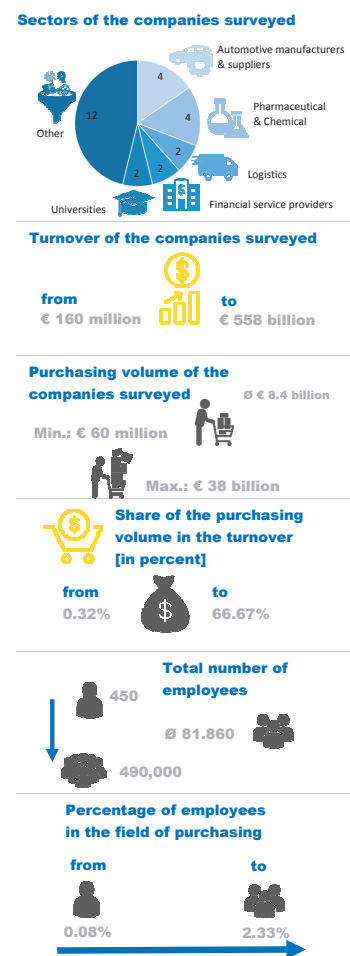 Sectors of the companies surveyed
Automotive manufacturers
& suppliers
4
12
4
Pharmaceutical
& Chemical
Other
2
Logistics
2
2
Universities
Financial service providers
Turnover of the companies surveyed
$
from
to
€ 160 million
€ 558 billion
Purchasing volume of the
companies surveyed
Ø € 8.4 billion
Min.: € 60 million
Max.: € 38 billion
$
Share of the purchasing
volume in the turnover
[in percent]
from
to
0.32%
$
66.67%
Total number of
employees
450
Ø 81.860
490,000
Percentage of employees
in the field of purchasing
from
to
0.08%
2.33%